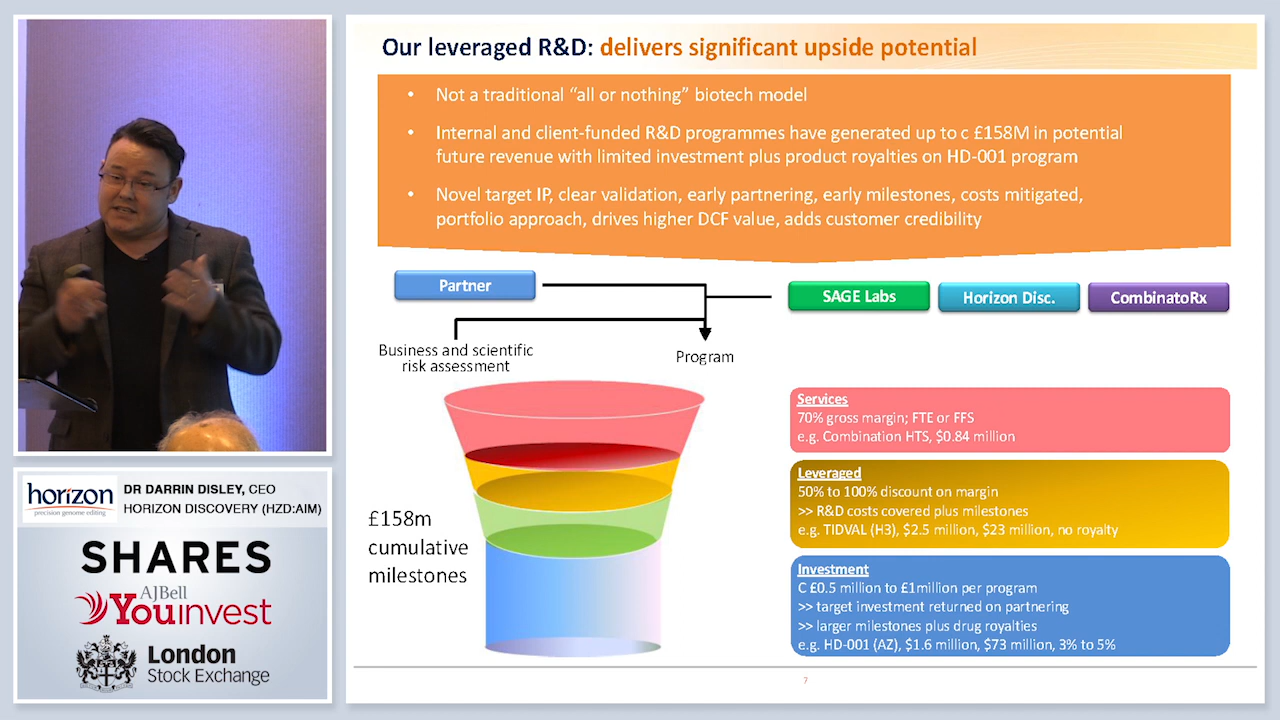 Our leveraged R&D: delivers significant upside potential
• Not a traditional “all or nothing” biotech model
• Internal and client-funded R&D programmes have generated up to c £158M in potential
future revenue with limited investment plus product royalties on HD-001 program
• Novel target IP, clear validation, early partnering, early milestones, costs mitigated,
portfolio approach, drives higher DCF value, adds customer credibility
Partner
SAGE Labs
Horizon Disc.
CombinatoRx
Business and scientific
risk assessment
Program
£158m
cumulative
milestones
Services
70% gross margin; FTE or FFS
e.g. Combination HTS, $0.84 million
Leveraged
50% to 100% discount on margin
>> R&D costs covered plus milestones
e.g. TIDVAL (H3), $2.5 million, $23 million, no royalty
Investment
C £0.5 million to £1million per program
>> target investment returned on partnering
>> larger milestones plus drug royalties
e.g. HD-001 (AZ), $1.6 million, $73 million, 3% to 5%
7
horizon
precision genome editing
DR DARRIN DISLEY, CEO
HORIZON DISCOVERY (HZD:AIM)
SHARES
AJBell
Youinvest
London
Stock Exchange